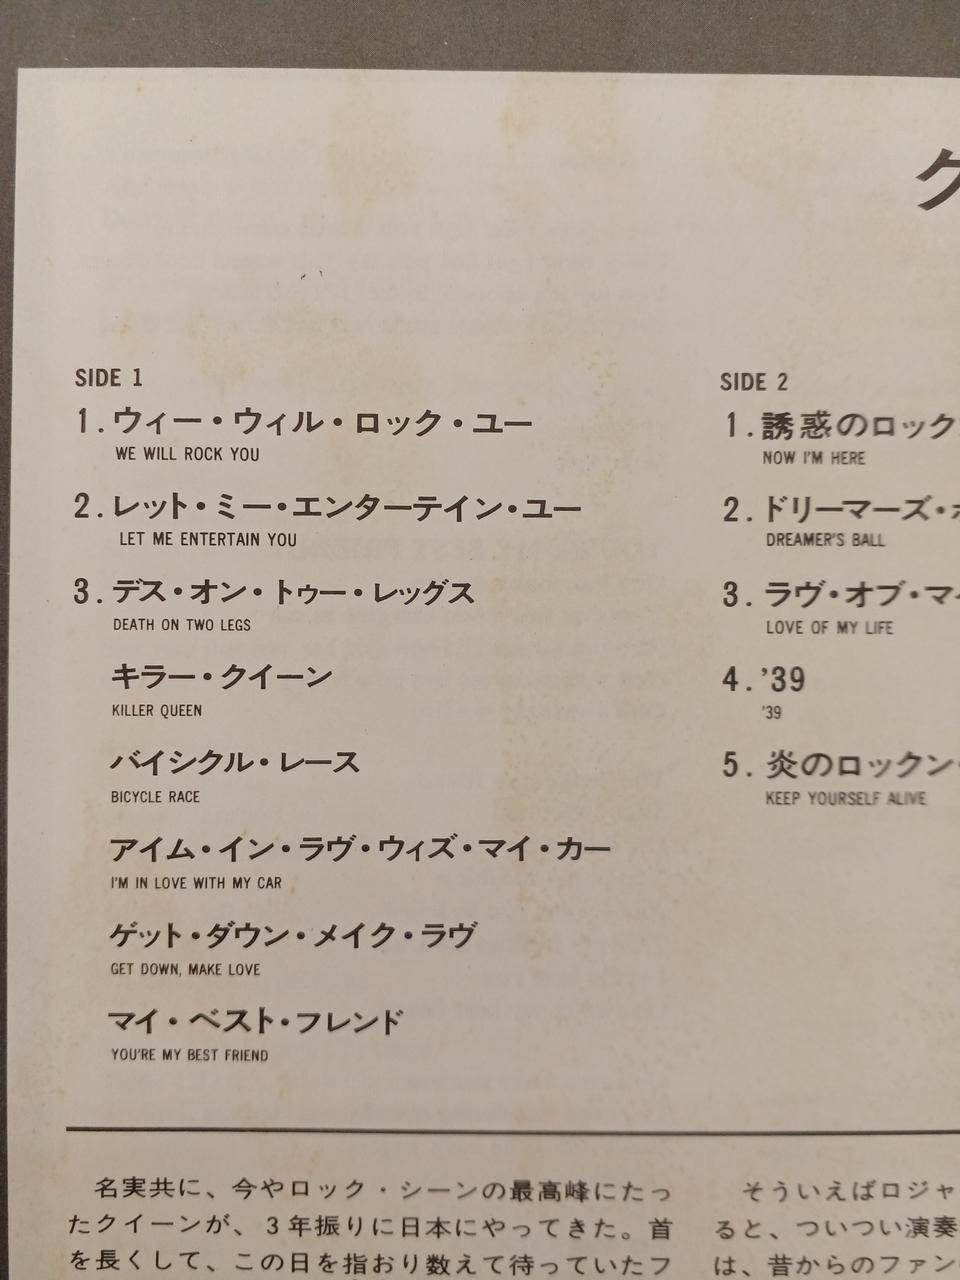 ク
SIDE 1
1.ウィー・ウィル・ロック・ユー
WE WILL ROCK YOU
2.レット・ミー・エンターテイン・ユー
LET ME ENTERTAIN YOU
3.デス・オン・トゥー・レッグス
DEATH ON TWO LEGS
キラー・クイーン
KILLER QUEEN
バイシクル・レース
BICYCLE RACE
アイム・イン・ラヴ・ウィズ・マイ・カー
I'M IN LOVE WITH MY CAR
ゲット・ダウン・メイク・ラヴ
GET DOWN, MAKE LOVE
マイ・ベスト・フレンド
YOU'RE MY BEST FRIEND
SIDE 2
1.誘惑のロック
NOW I'M HERE
2.ドリーマーズ・
DREAMER'S BALL
3.ラヴ・オブ・マ
LOVE OF MY LIFE
4.'39
'39
5.炎のロックン
KEEP YOURSELF ALIVE
名実共に、今やロック・シーンの最高峰にたっ
たクイーンが、3年振りに日本にやってきた。首
を長くして、この日を指おり数えて待っていたフ
そういえばロジャ
ると、ついつい演奏
は、昔からのファン